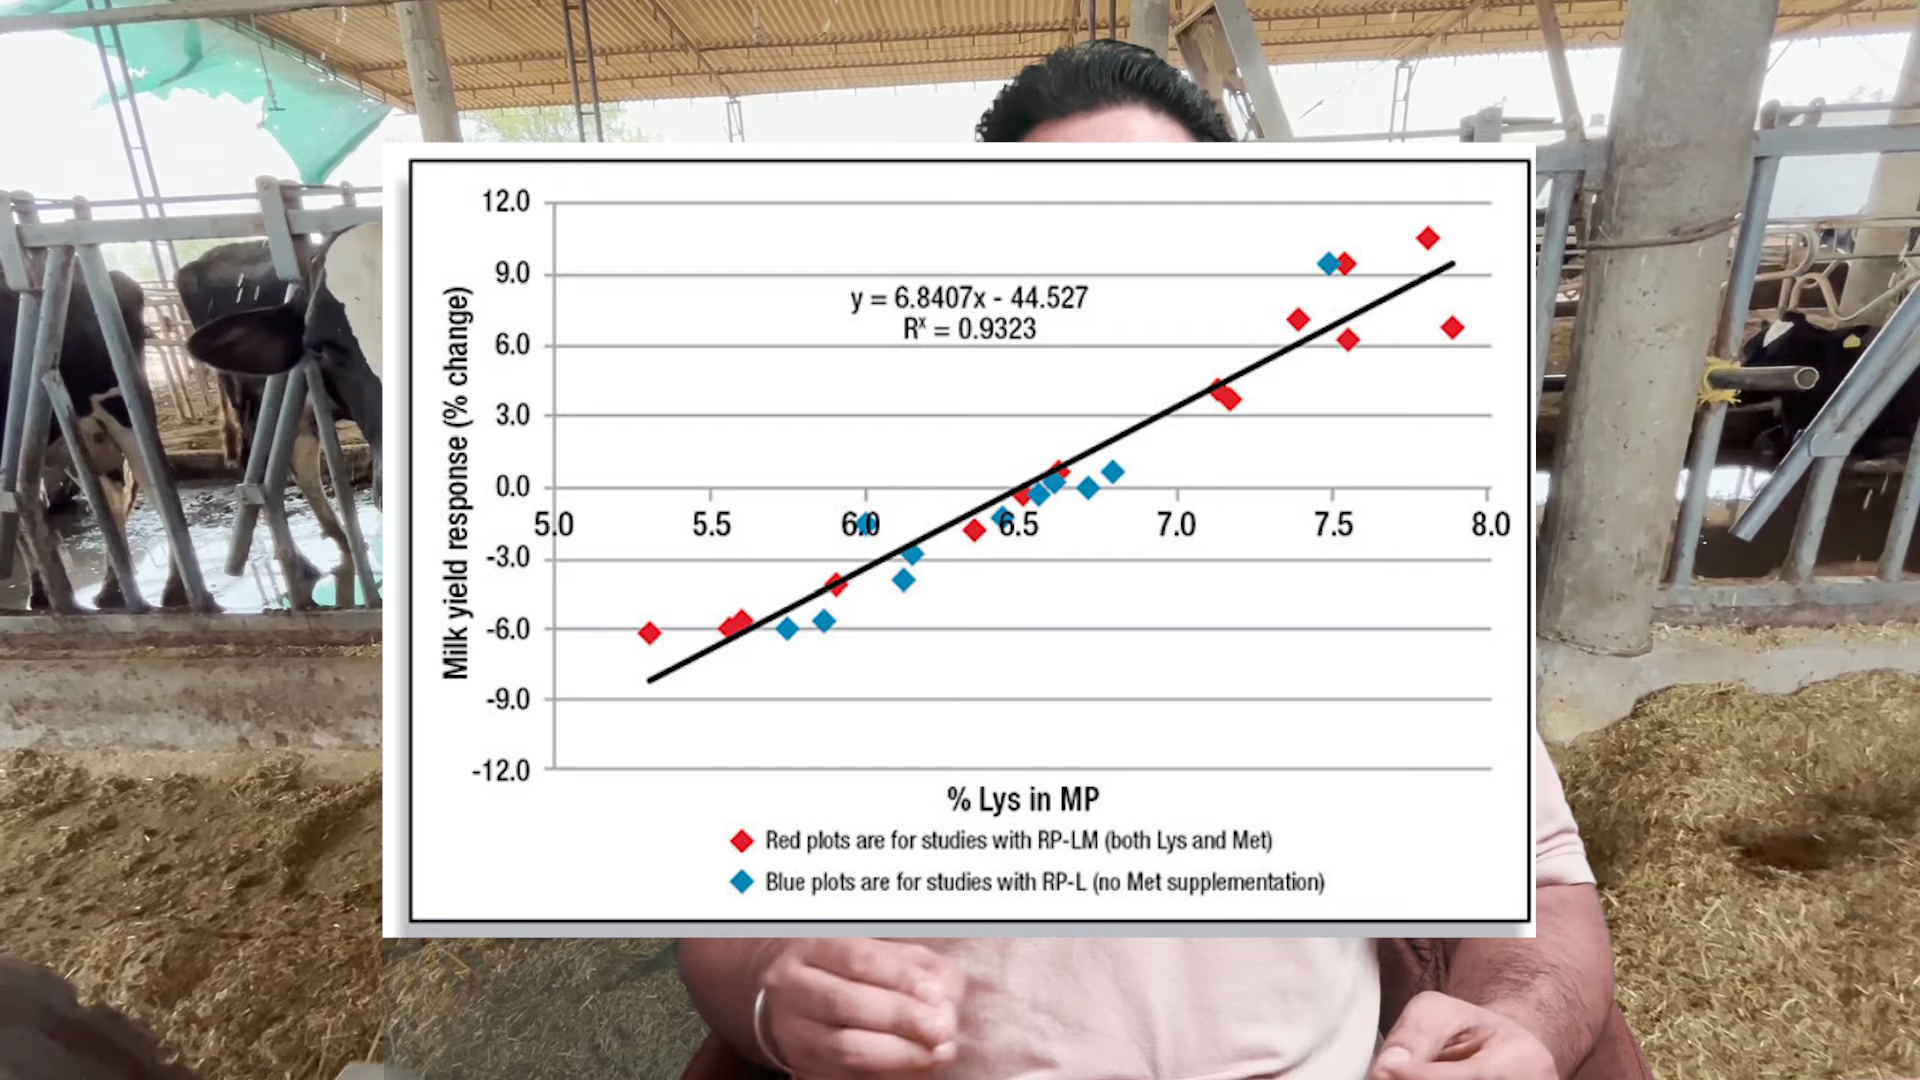 12.0
9.0
6.0
3.0
0.0
-3.0
-6.0
-9.0
-12.0
Milk yield response (% change)
y = 6.8407x - 44.527
Rˣ = 0.9323
5.0 5.5 6.0 6.5 7.0 7.5 8.0
% Lys in MP
Red plots are for studies with RP-LM (both Lys and Met)
Blue plots are for studies with RP-L (no Met supplementation)